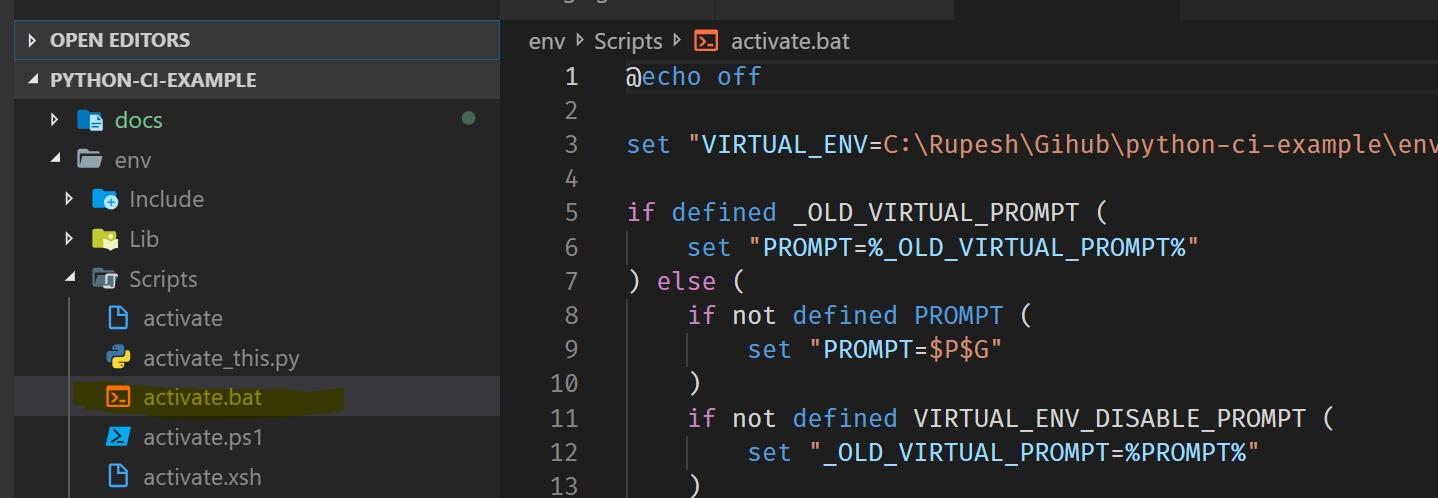 OPEN EDITORS
PYTHON-CI-EXAMPLE
docs
env
Include
Lib
Scripts
activate
activate_this.py
activate.bat
activate.ps1
activate.xsh
env Scripts activate.bat
1 @echo off
2
3 set "VIRTUAL_ENV=C:\Rupesh\Gihub\python-ci-example\env
4
5 if defined _OLD_VIRTUAL_PROMPT (
6 set "PROMPT=%_OLD_VIRTUAL_PROMPT%"
7 ) else (
8 if not defined PROMPT (
9 set "PROMPT=$P$G"
10 )
11 if not defined VIRTUAL_ENV_DISABLE_PROMPT (
12 set "_OLD_VIRTUAL_PROMPT=%PROMPT%"
13 )